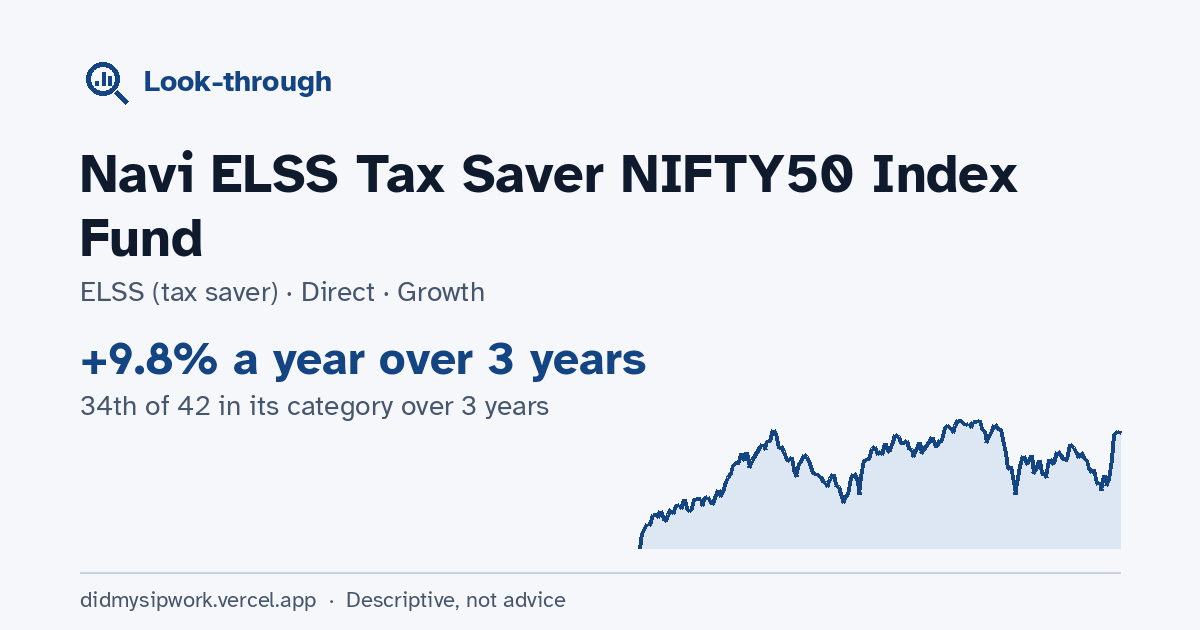 Look-through
Navi ELSS Tax Saver NIFTY50 Index
Fund
ELSS (tax saver) · Direct · Growth
+9.8% a year over 3 years
34th of 42 in its category over 3 years
didmysipwork.vercel.app · Descriptive, not advice